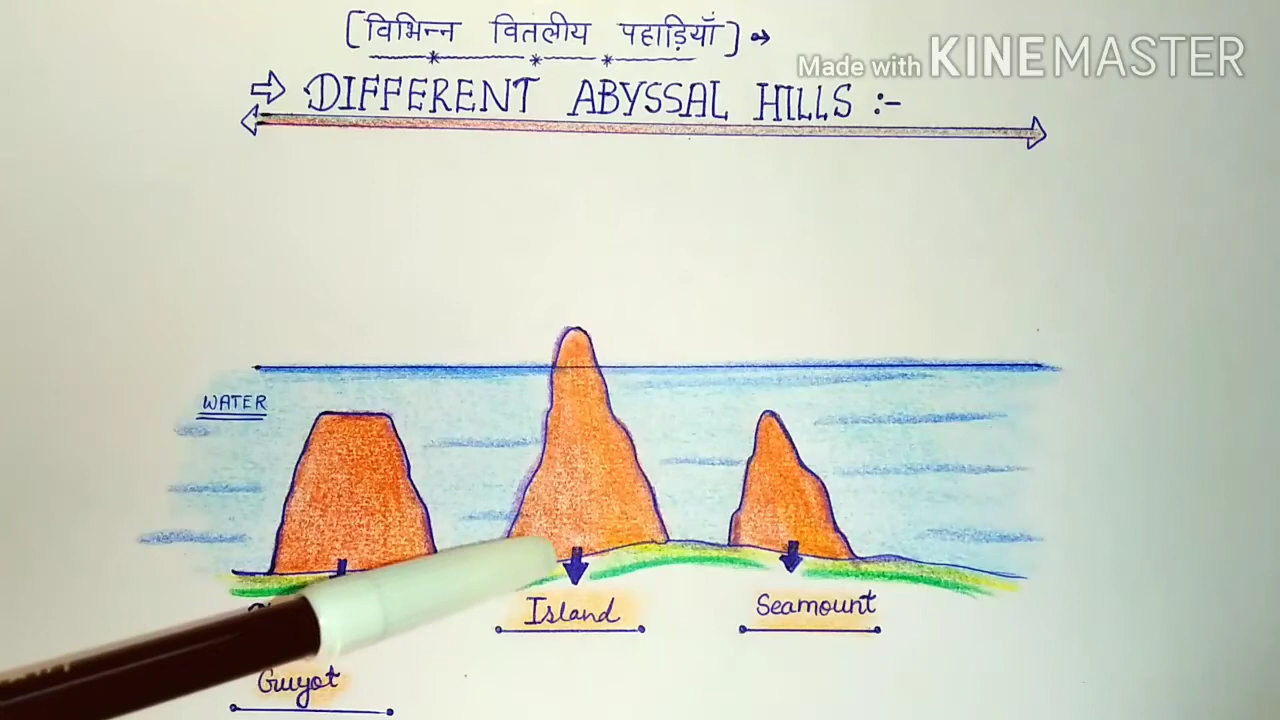 [विभिन्न वितलीय पहाड़ियाँ] →
Made with KINEMASTER
⇒ DIFFERENT ABYSSAL HILLS :-
WATER
Island
Seamount
Guyot